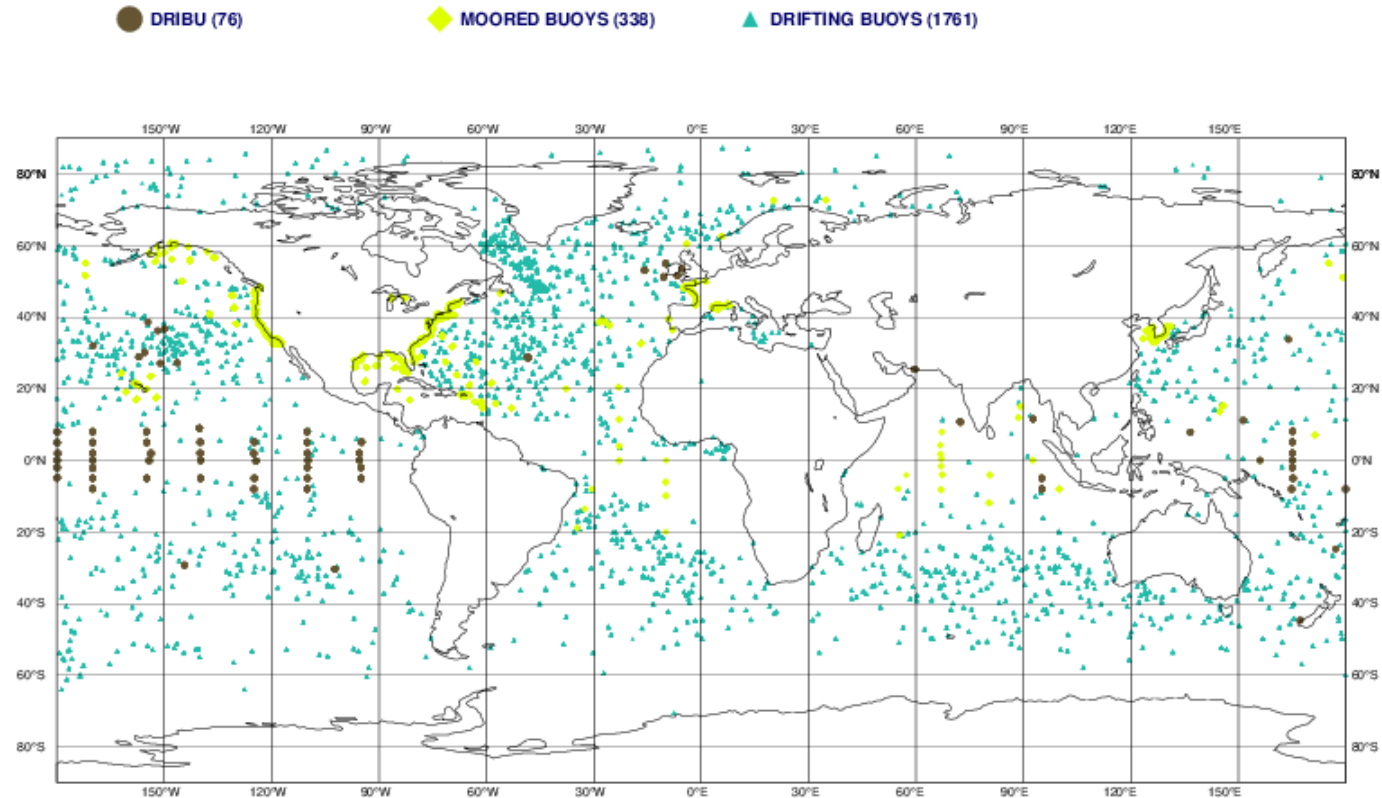 DRIBU (76) MOORED BUOYS (338) DRIFTING BUOYS (1761)
150°W 120°W 90°W 60°W 30°W 0°E 30°E 60°E 90°E 120°E 150°E
80°N 80°N
60°N 60°N
40°N 40°N
20°N 20°N
0°N 0°N
20°S 20°S
40°S 40°S
60°S 60°S
80°S 80°S
150°W 120°W 90°W 60°W 30°W 0°E 30°E 60°E 90°E 120°E 150°E